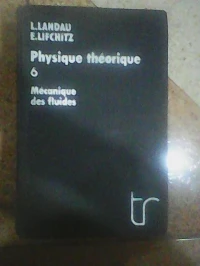 L.LANDAU
E.LIFCHITZ
Physique théorique
6
Mécanique
des fluides
tr